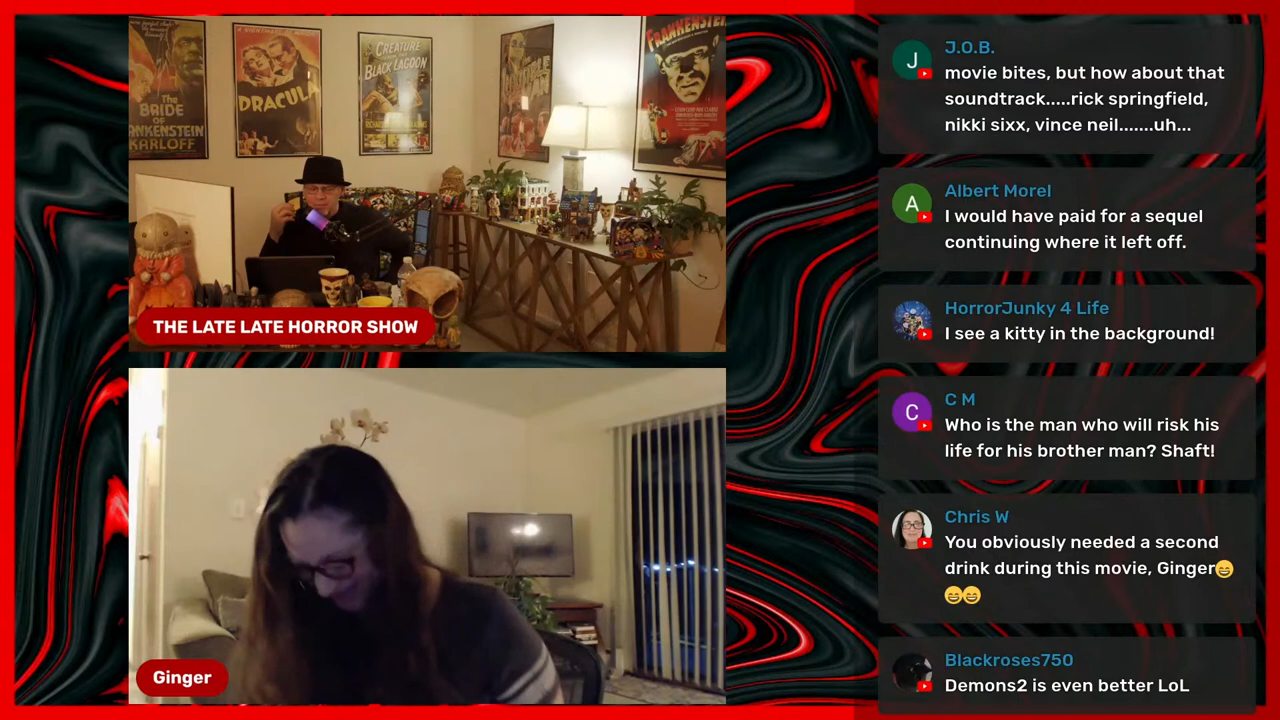 The
BRIDE
OF
KARLOFF
DRACULA
CREATURE
BLACK LAGOON
FRANKENSTEIN
THE LATE LATE HORROR SHOW
Ginger
J
J.O.B.
movie bites, but how about that
soundtrack.....rick springfield,
nikki sixx, vince neil.......uh...
A
Albert Morel
I would have paid for a sequel
continuing where it left off.
HorrorJunky 4 Life
I see a kitty in the background!
C
C M
Who is the man who will risk his
life for his brother man? Shaft!
Chris W
You obviously needed a second
drink during this movie, Ginger😄
😄😄
Blackroses750
Demons2 is even better LoL